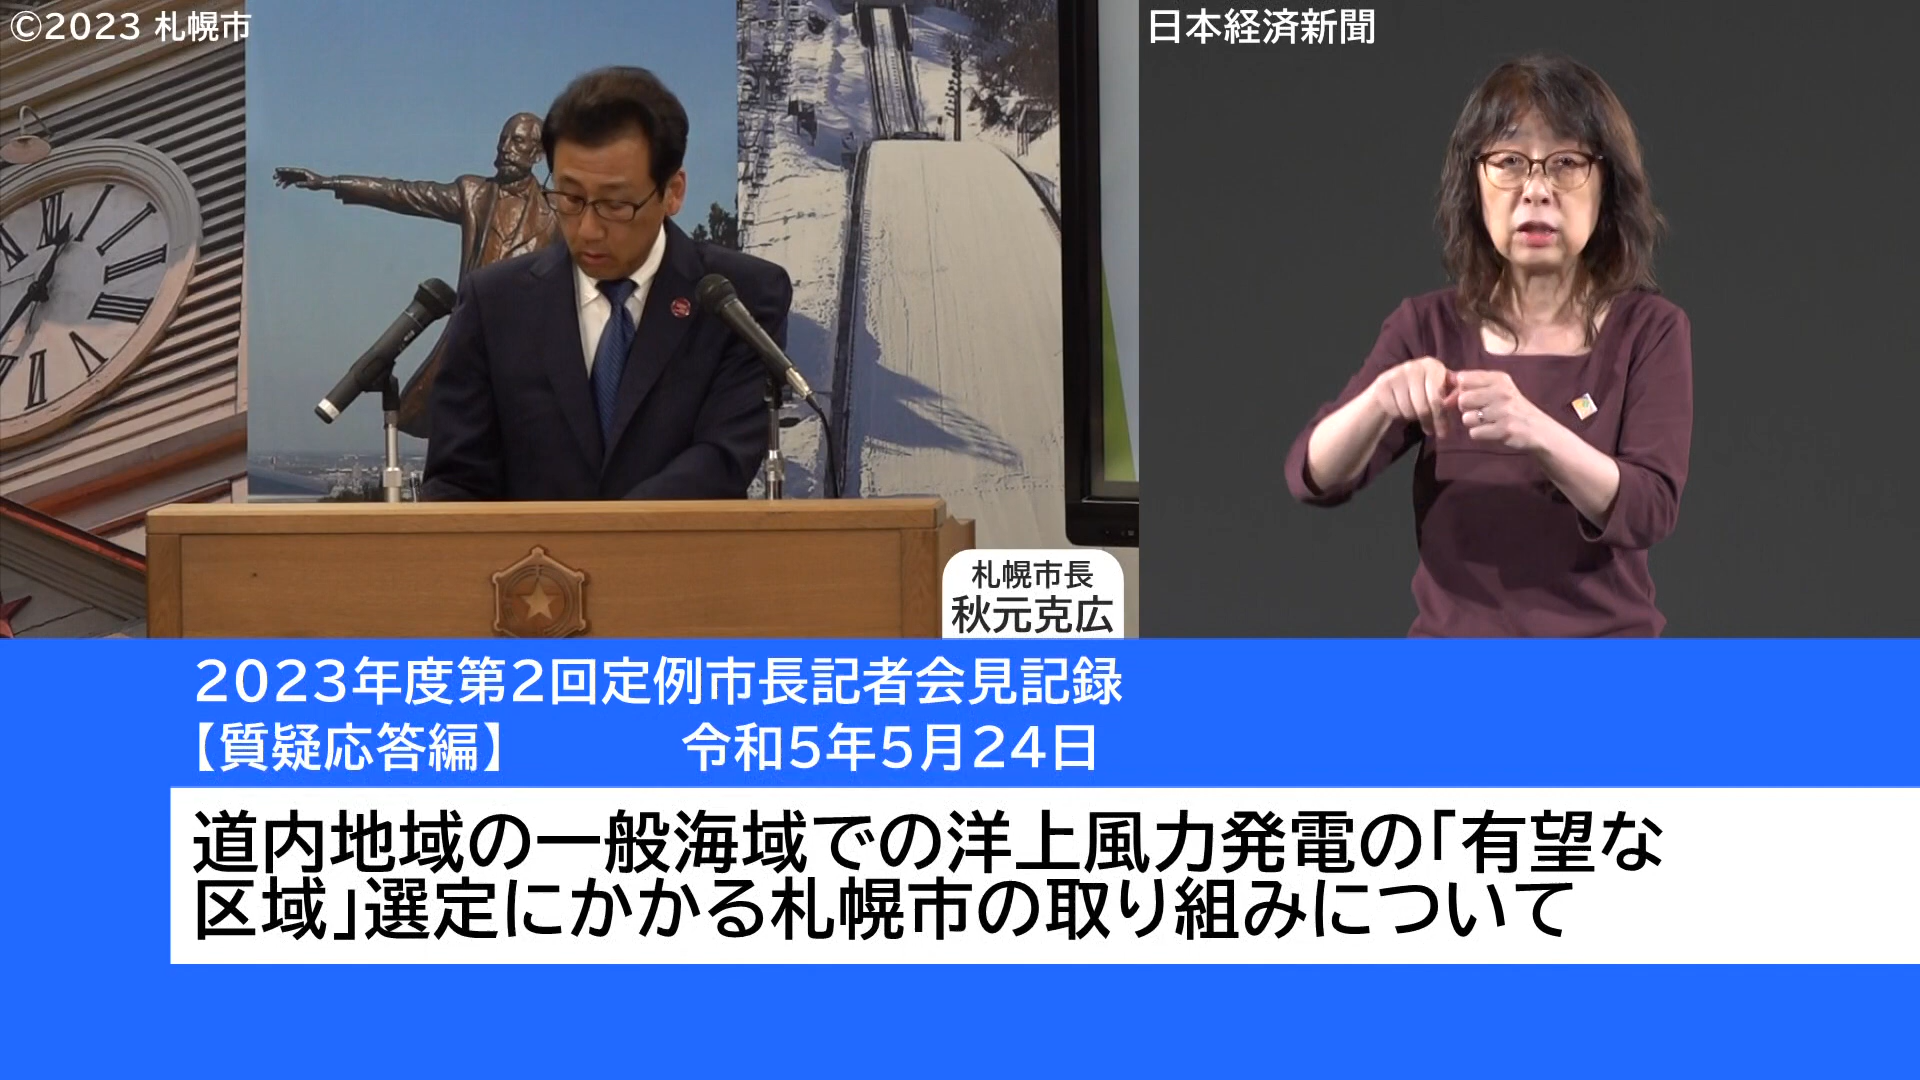 ©2023 札幌市
日本経済新聞
札幌市長
秋元克広
2023年度第2回定例市長記者会見記録
【質疑応答編】 令和5年5月24日
道内地域の一般海域での洋上風力発電の「有望な
区域」選定にかかる札幌市の取り組みについて